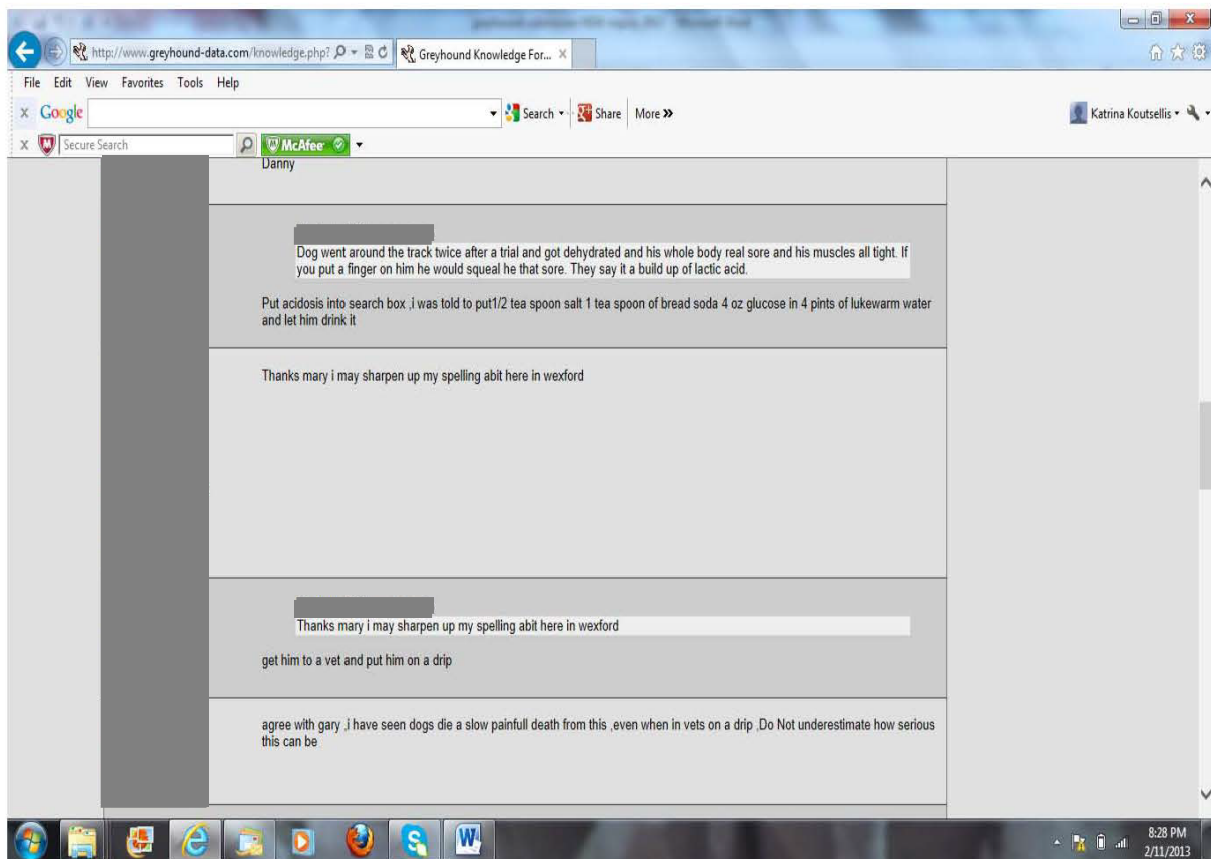 http://www.greyhound-data.com/knowledge.php?
Greyhound Knowledge For...
File Edit View Favorites Tools Help
x Google Search Share More »
Katrina Koutsellis
x Secure Search McAfee
Danny
Dog went around the track twice after a trial and got dehydrated and his whole body real sore and his muscles all tight. If
you put a finger on him he would squeal he that sore. They say it a build up of lactic acid.
Put acidosis into search box ,i was told to put1/2 tea spoon salt 1 tea spoon of bread soda 4 oz glucose in 4 pints of lukewarm water
and let him drink it
Thanks mary i may sharpen up my spelling abit here in wexford
Thanks mary i may sharpen up my spelling abit here in wexford
get him to a vet and put him on a drip
agree with gary ,i have seen dogs die a slow painfull death from this ,even when in vets on a drip ,Do Not underestimate how serious
this can be
8:28 PM
2/11/2013